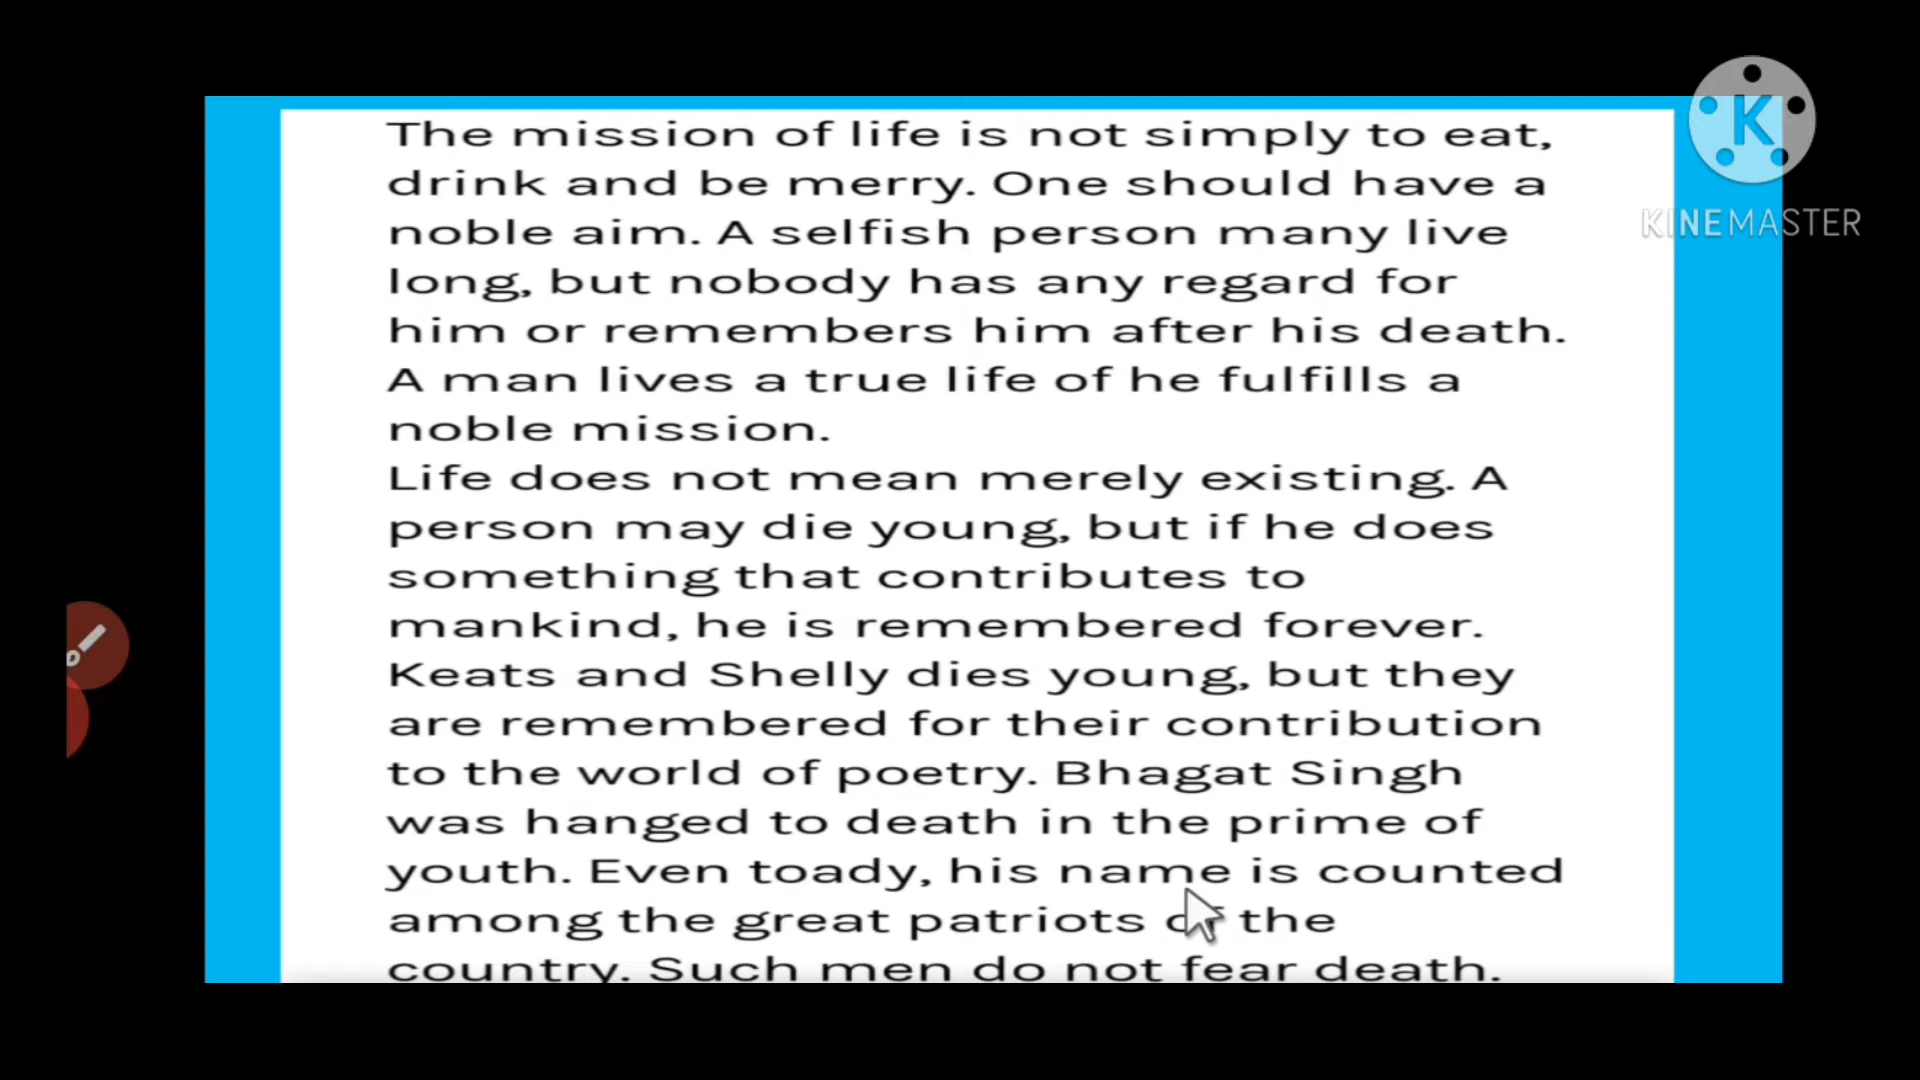 The mission of life is not simply to eat,
drink and be merry. One should have a
noble aim. A selfish person many live
long, but nobody has any regard for
him or remembers him after his death.
A man lives a true life of he fulfills a
noble mission.
Life does not mean merely existing. A
person may die young, but if he does
something that contributes to
mankind, he is remembered forever.
Keats and Shelly dies young, but they
are remembered for their contribution
to the world of poetry. Bhagat Singh
was hanged to death in the prime of
youth. Even toady, his name is counted
among the great patriots of the
country. Such men do not fear death.
K
KINEMASTER